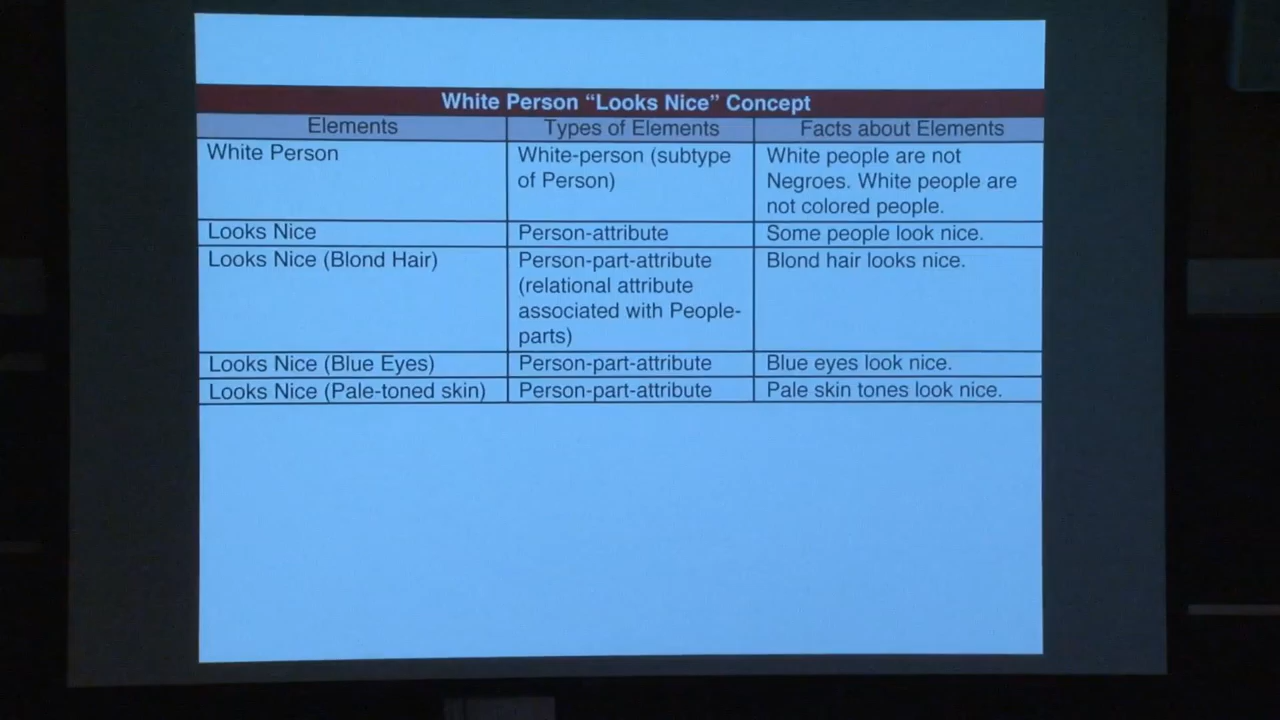 White Person “Looks Nice” Concept
Elements
Types of Elements
Facts about Elements
White Person
White-person (subtype
of Person)
White people are not
Negroes. White people are
not colored people.
Looks Nice
Person-attribute
Some people look nice.
Looks Nice (Blond Hair)
Person-part-attribute
(relational attribute
associated with People-
parts)
Blond hair looks nice.
Looks Nice (Blue Eyes)
Person-part-attribute
Blue eyes look nice.
Looks Nice (Pale-toned skin)
Person-part-attribute
Pale skin tones look nice.